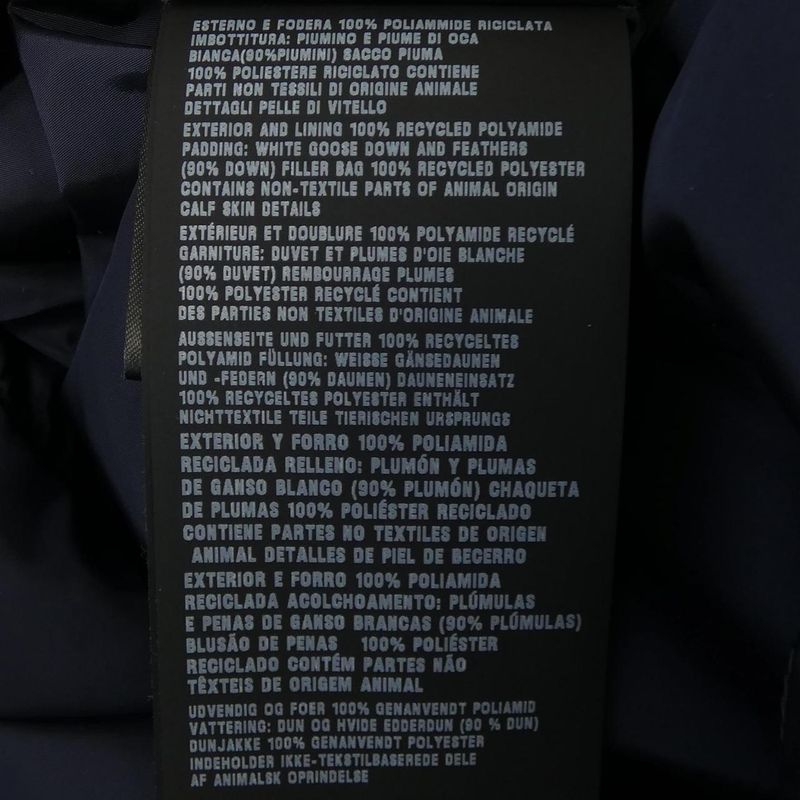 ESTERNO E FODERA 100% POLIAMMIDE RICICLATA
IMBOTTITURA: PIUMINO E PIUME DI OCA
BIANCA(90%PIUMINI) SACCO PIUMA
100% POLIESTERE RICICLATO CONTIENE
PARTI NON TESSILI DI ORIGINE ANIMALE
DETTAGLI PELLE DI VITELLO
EXTERIOR AND LINING 100% RECYCLED POLYAMIDE
PADDING: WHITE GOOSE DOWN AND FEATHERS
(90% DOWN) FILLER BAG 100% RECYCLED POLYESTER
CONTAINS NON-TEXTILE PARTS OF ANIMAL ORIGIN
CALF SKIN DETAILS
EXTÉRIEUR ET DOUBLURE 100% POLYAMIDE RECYCLÉ
GARNITURE: DUVET ET PLUMES D'OIE BLANCHE
(90% DUVET) REMBOURRAGE PLUMES
100% POLYESTER RECYCLÉ CONTIENT
DES PARTIES NON TEXTILES D'ORIGINE ANIMALE
AUSSENSEITE UND FUTTER 100% RECYCELTES
POLYAMID FÜLLUNG: WEISSE GÄNSEDAUNEN
UND -FEDERN (90% DAUNEN) DAUNENEINSATZ
100% RECYCELTES POLYESTER ENTHÄLT
NICHTTEXTILE TEILE TIERISCHEN URSPRUNGS
EXTERIOR Y FORRO 100% POLIAMIDA
RECICLADA RELLENO: PLUMÓN Y PLUMAS
DE GANSO BLANCO (90% PLUMÓN) CHAQUETA
DE PLUMAS 100% POLIÉSTER RECICLADO
CONTIENE PARTES NO TEXTILES DE ORIGEN
ANIMAL DETALLES DE PIEL DE BECERRO
EXTERIOR E FORRO 100% POLIAMIDA
RECICLADA ACOLCHOAMENTO: PLÚMULAS
E PENAS DE GANSO BRANCAS (90% PLÚMULAS)
BLUSÃO DE PENAS 100% POLIÉSTER
RECICLADO CONTÉM PARTES NÃO
TÊXTEIS DE ORIGEM ANIMAL
UDVENDIG OG FOER 100% GENANVENDT POLIAMID
VATTERING: DUN OG HVIDE EDDERDUN (90 % DUN)
DUNJAKKE 100% GENANVENDT POLYESTER
INDEHOLDER IKKE-TEKSTILBASEREDE DELE
AF ANIMALSK OPRINDELSE